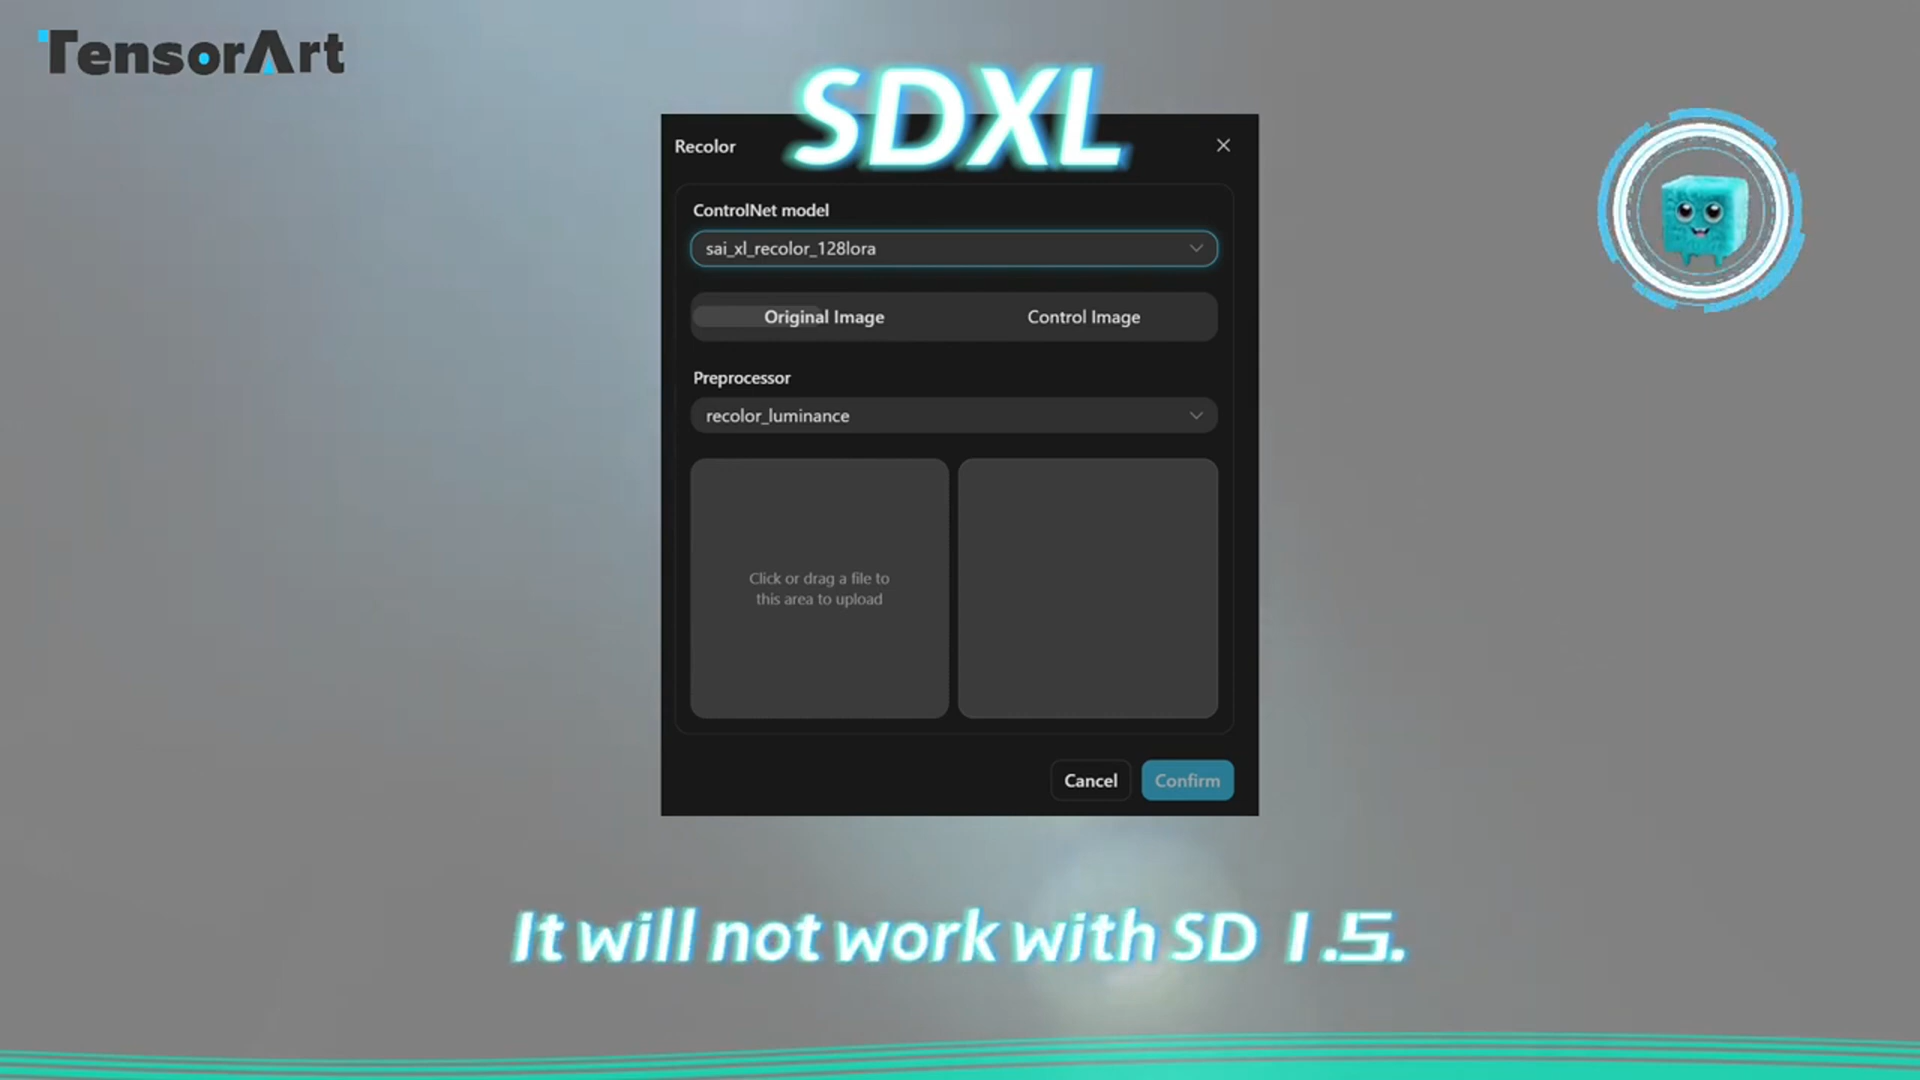 TensorArt
SDXL
Recolor
ControlNet model
sai_xl_recolor_128lora
Original Image
Control Image
Preprocessor
recolor_luminance
Click or drag a file to
this area to upload
Cancel
Confirm
It will not work with SD 1.5.